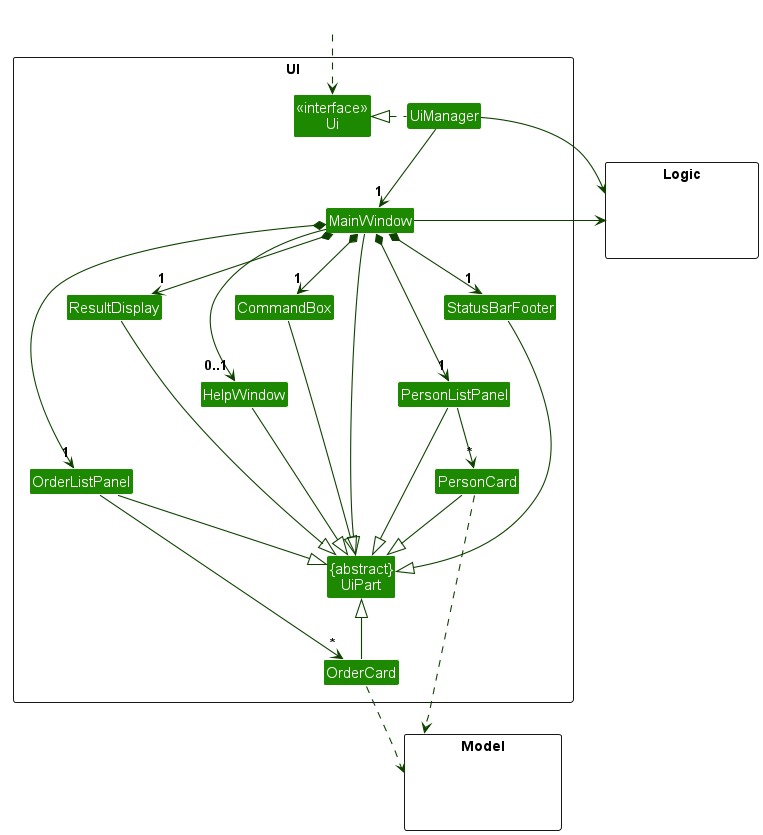 UI
«interface»
Ui
UiManager
Logic
1
MainWindow
1
1
1
ResultDisplay
CommandBox
StatusBarFooter
0..1
1
HelpWindow
PersonListPanel
1
*
OrderListPanel
PersonCard
{abstract}
UiPart
*
OrderCard
Model